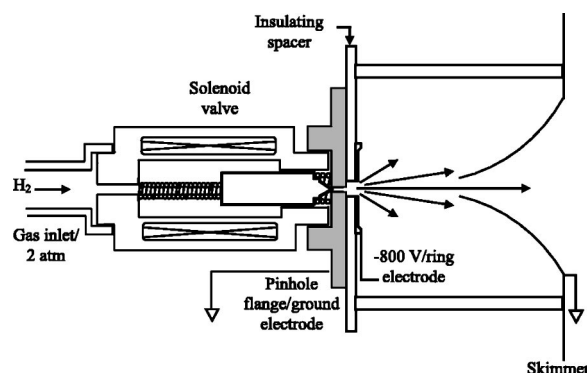 Insulating
spacer
Solenoid
valve
H2
Gas inlet/
2 atm
-800 V/ring
electrode
Pinhole
flange/ground
electrode
Skimmer